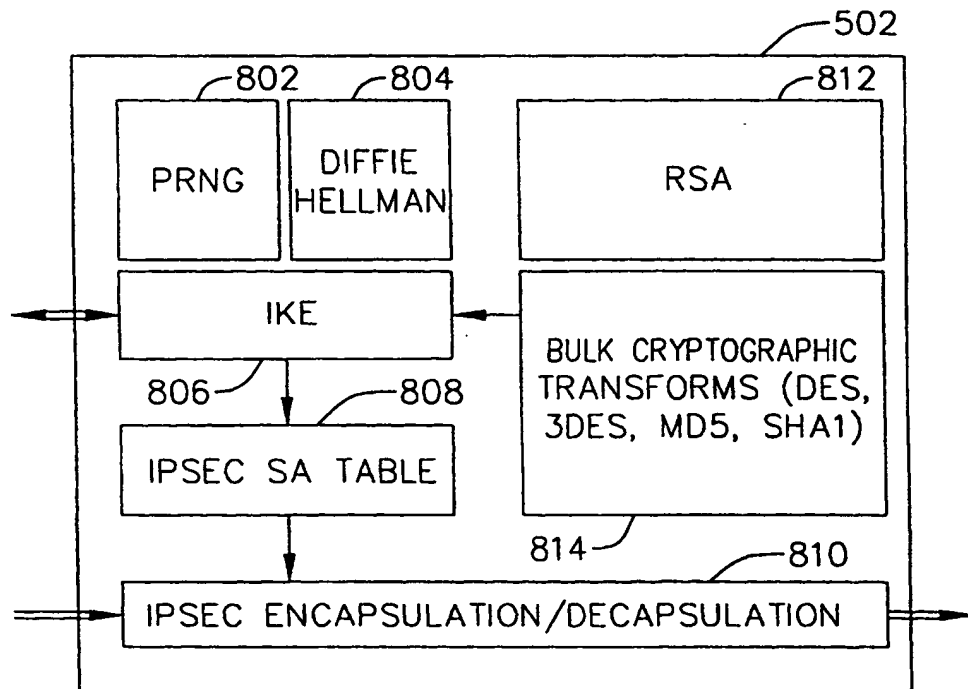 502
802
804
812
PRNG
DIFFIE
HELLMAN
RSA
IKE
806
808
BULK CRYPTOGRAPHIC
TRANSFORMS (DES,
3DES, MD5, SHA1)
IPSEC SA TABLE
814
810
IPSEC ENCAPSULATION/DECAPSULATION